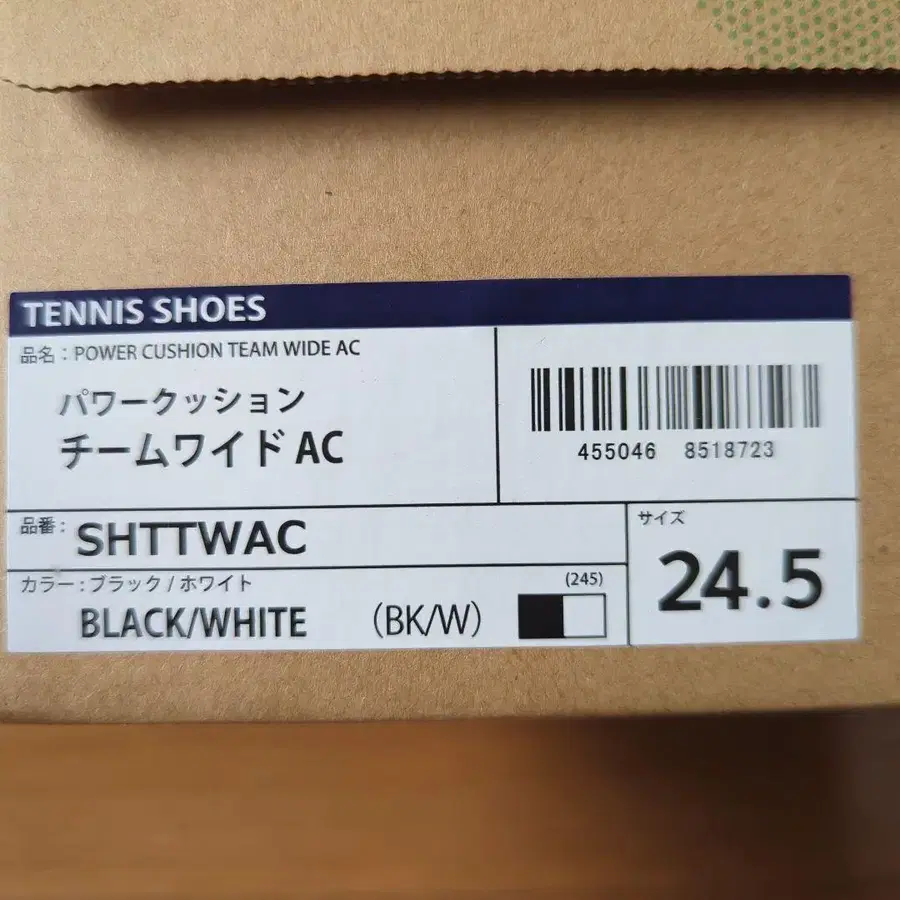 TENNIS SHOES
品名：POWER CUSHION TEAM WIDE AC
パワークッション
チームワイド AC
455046 8518723
品番： SHTTWAC
サイズ
24.5
カラー：ブラック / ホワイト
(245)
BLACK/WHITE (BK/W)